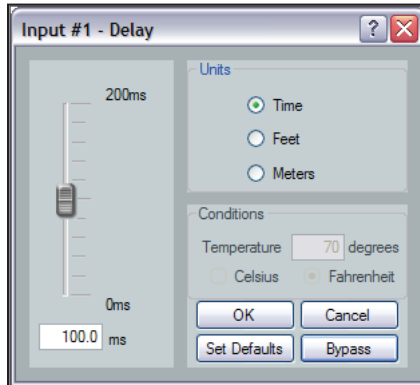 Input #1 - Delay
?
200ms
0ms
100.0 ms
Units
Time
Feet
Meters
Conditions
Temperature 70 degrees
Celsius Fahrenheit
OK Cancel
Set Defaults Bypass